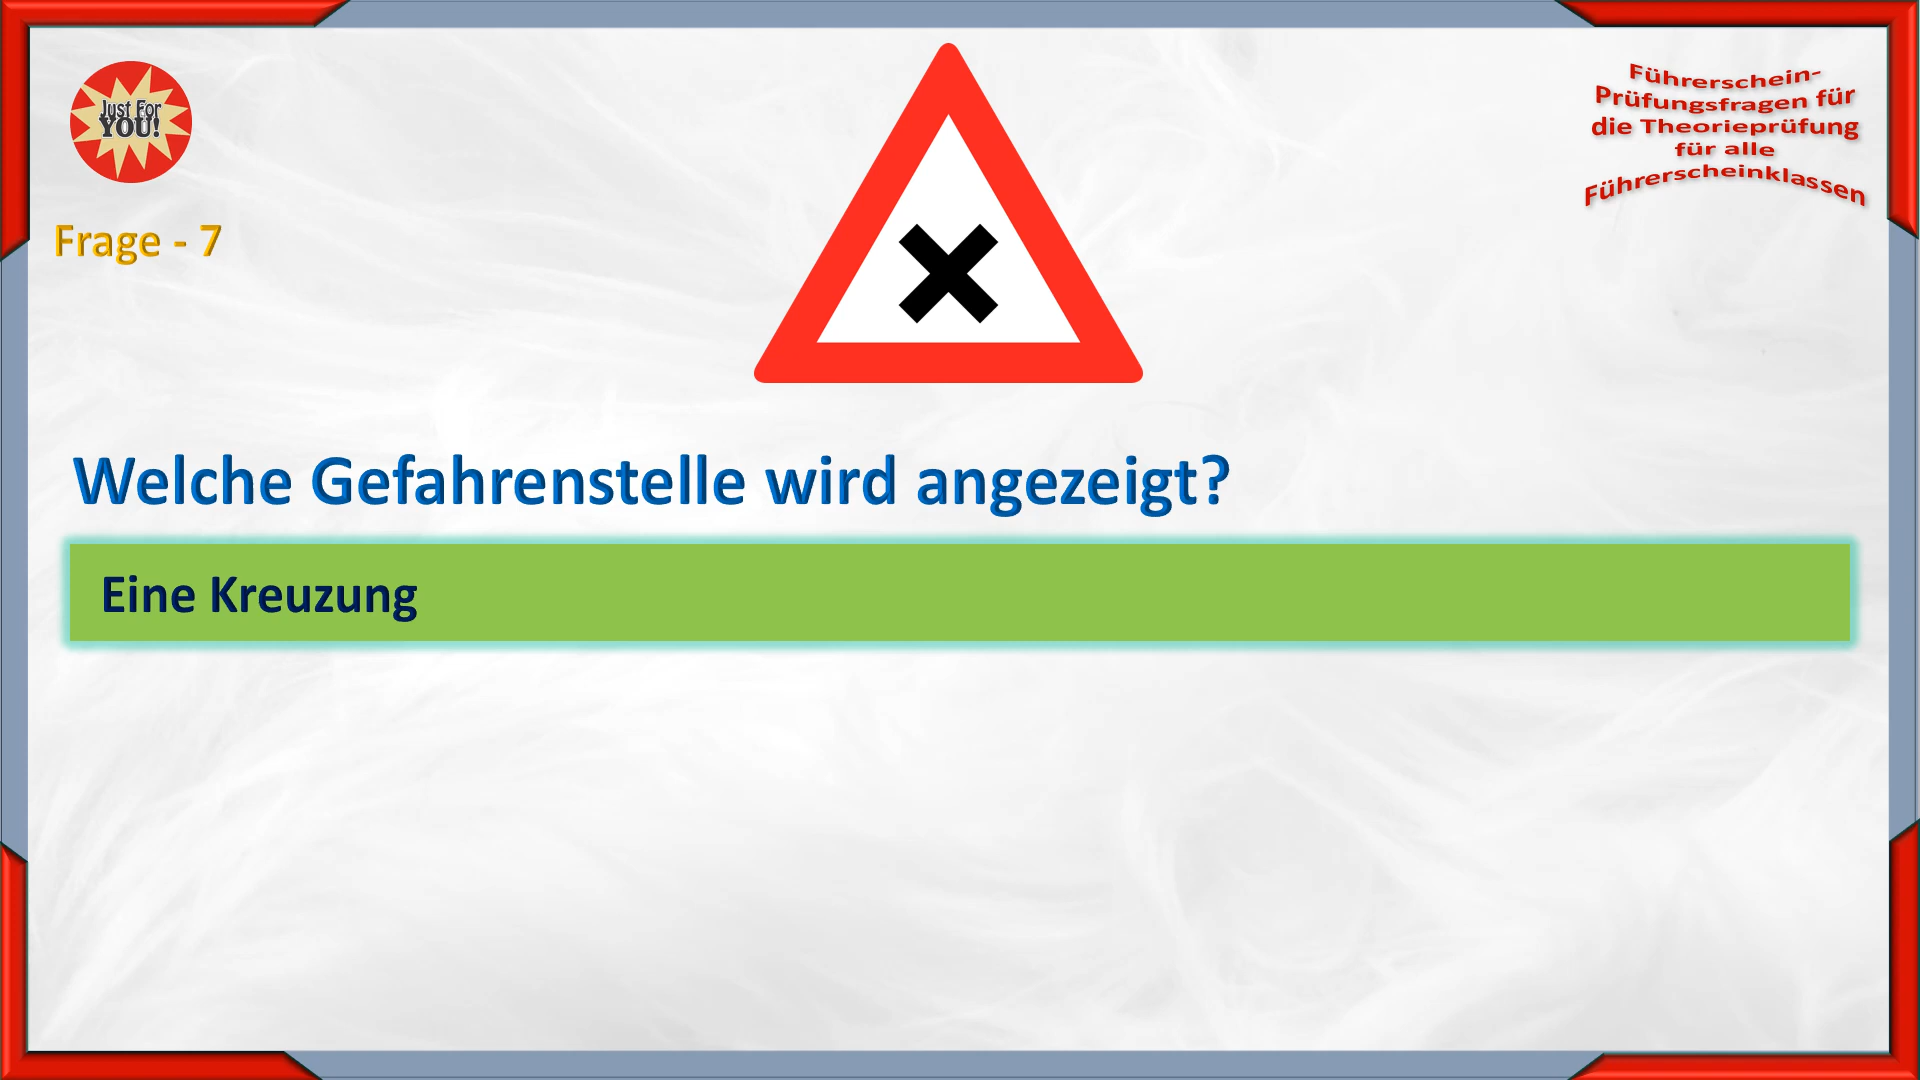 Just For
YOU!
Führerschein-
Prüfungsfragen für
die Theorieprüfung
für alle
Führerscheinklassen
Frage - 7
Welche Gefahrenstelle wird angezeigt?
Eine Kreuzung